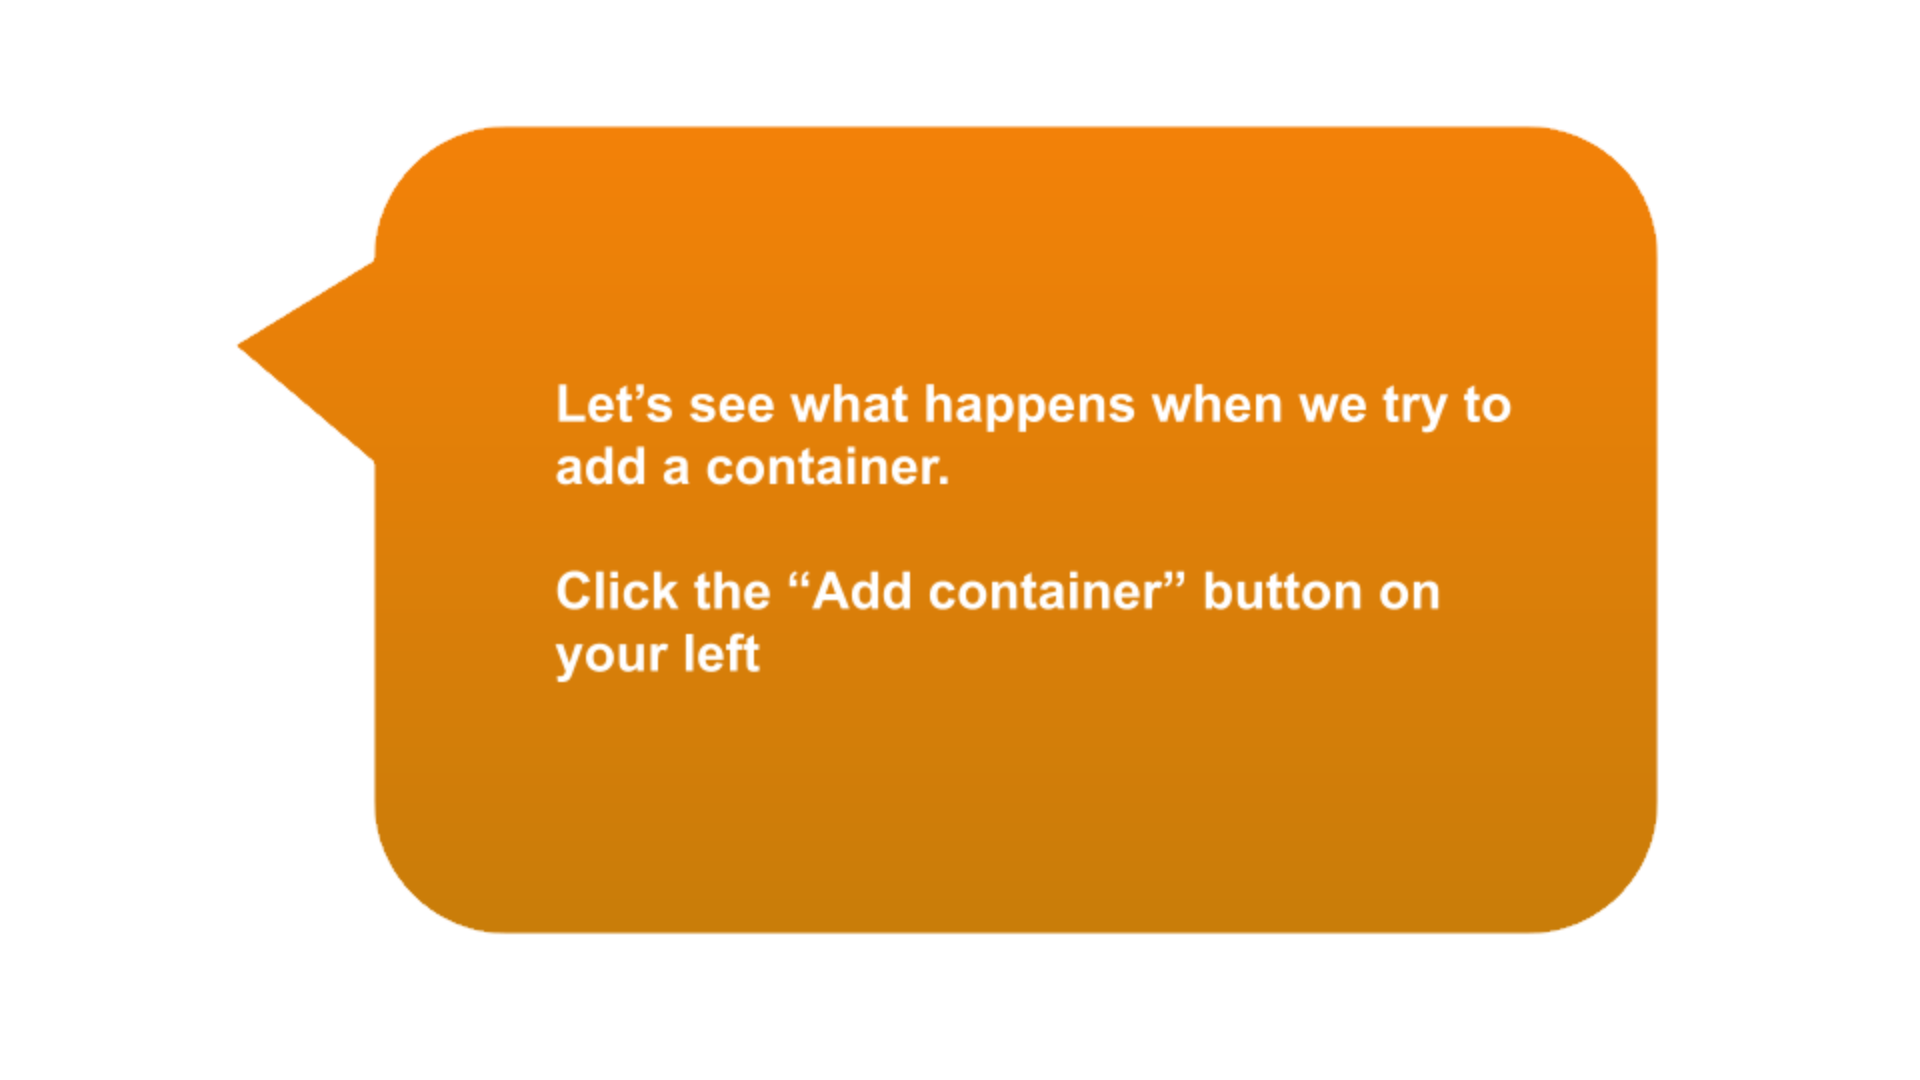 Let’s see what happens when we try to
add a container.
Click the “Add container” button on
your left